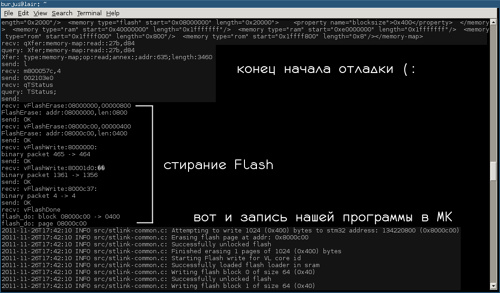 burjus@laur: ~
File Edit View Search Terminal Help
ength=0x2000"/> <memory type="flash" start="0x08000000" length="0x20000"> <property name="blocksize">0x400</property> </memor
y> <memory type="ram" start="0x40000000" length="0x1fffffff"/> <memory type="ram" start="0xe0000000" length="0x1fffffff"/> <
memory type="rom" start="0x1ffff000" length="0x800"/> <memory type="rom" start="0x1ffff800" length="0x8"/></memory-map>
recv: qXfer:memory-map:read::27b,d84
query: Xfer;memory-map:read::27b,d84
Xfer: type:memory-map;op:read;annex:;addr:635;length:3460
send: l
recv: m800057c,4
send: 002103e0
recv: qTStatus
query: TStatus;
send:
конец начала отладки (:
recv: vFlashErase:08000000,00000800
FlashErase: addr:08000000,len:0800
send: OK
recv: vFlashErase:08000c00,00000400
FlashErase: addr:08000c00,len:0400
send: OK
recv: vFlashWrite:8000000:
binary packet 465 -> 464
send: OK
recv: vFlashWrite:80001d0:
binary packet 1361 -> 1356
send: OK
recv: vFlashWrite:8000c37:
binary packet 4 -> 4
send: OK
recv: vFlashDone
flash_do: block 08000c00 -> 0400
flash_do: page 08000c00
стирание Flash
вот и запись нашей программы в МК
2011-11-26T17:42:10 INFO src/stlink-common.c: Attempting to write 1024 (0x400) bytes to stm32 address: 134220800 (0x8000c00)
2011-11-26T17:42:10 INFO src/stlink-common.c: Erasing flash page at addr: 0x8000c00
2011-11-26T17:42:10 INFO src/stlink-common.c: Successfully unlocked flash
2011-11-26T17:42:10 INFO src/stlink-common.c: Finished erasing 1 pages of 1024 (0x400) bytes
2011-11-26T17:42:10 INFO src/stlink-common.c: Starting Flash write for VL core id
2011-11-26T17:42:10 INFO src/stlink-common.c: Successfully loaded flash loader in sram
2011-11-26T17:42:10 INFO src/stlink-common.c: Writing flash block 0 of size 64 (0x40)
2011-11-26T17:42:10 INFO src/stlink-common.c: Successfully unlocked flash
2011-11-26T17:42:10 INFO src/stlink-common.c: Writing flash block 1 of size 64 (0x40)